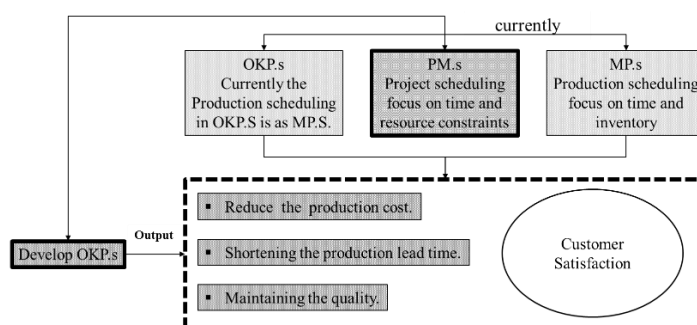 currently
OKP.s
Currently the
Production scheduling
in OKP.S is as MP.S.
PM.s
Project scheduling
focus on time and
resource constraints
MP.s
Production scheduling
focus on time and
inventory
▪ Reduce the production cost.
▪ Shortening the production lead time.
▪ Maintaining the quality.
Customer
Satisfaction
Output
Develop OKP.s